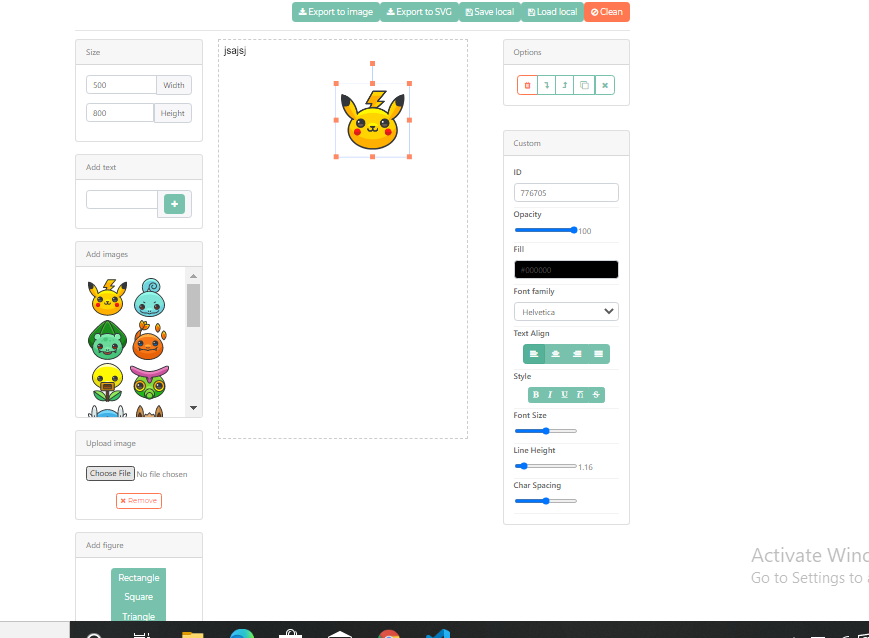 Export to image Export to SVG Save local Load local Clean
Size
500 Width
800 Height
Add text
Add images
Upload image
Choose File No file chosen
Remove
Add figure
Rectangle
Square
Triangle
jsajsj
Options
Custom
ID
776705
Opacity
100
Fill
#000000
Font family
Helvetica
Text Align
Style
B I U S
Font Size
Line Height
1.16
Char Spacing
Activate Winc
Go to Settings to a